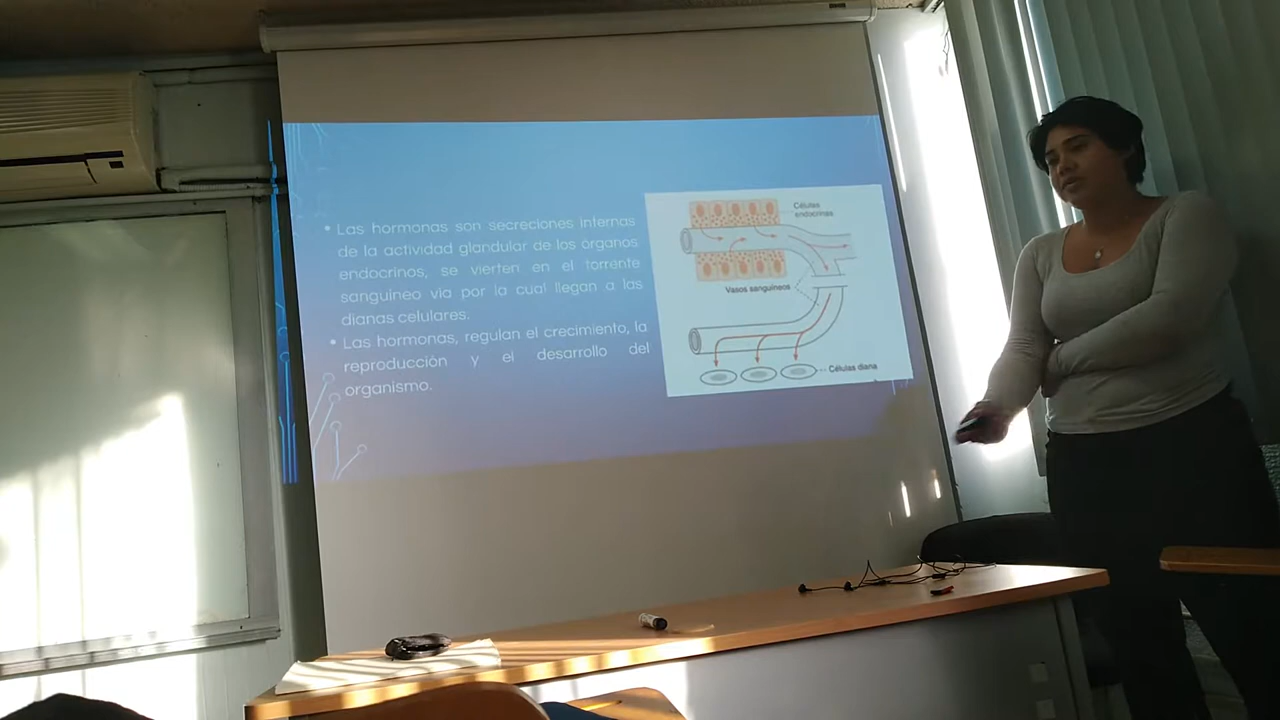 • Las hormonas son secreciones internas
de la actividad glandular de los órganos
endocrinos, se vierten en el torrente
sanguíneo vía por la cual llegan a las
dianas celulares.
• Las hormonas, regulan el crecimiento, la
reproducción y el desarrollo del
organismo.
Células
endocrinas
Vasos sanguíneos
Células diana